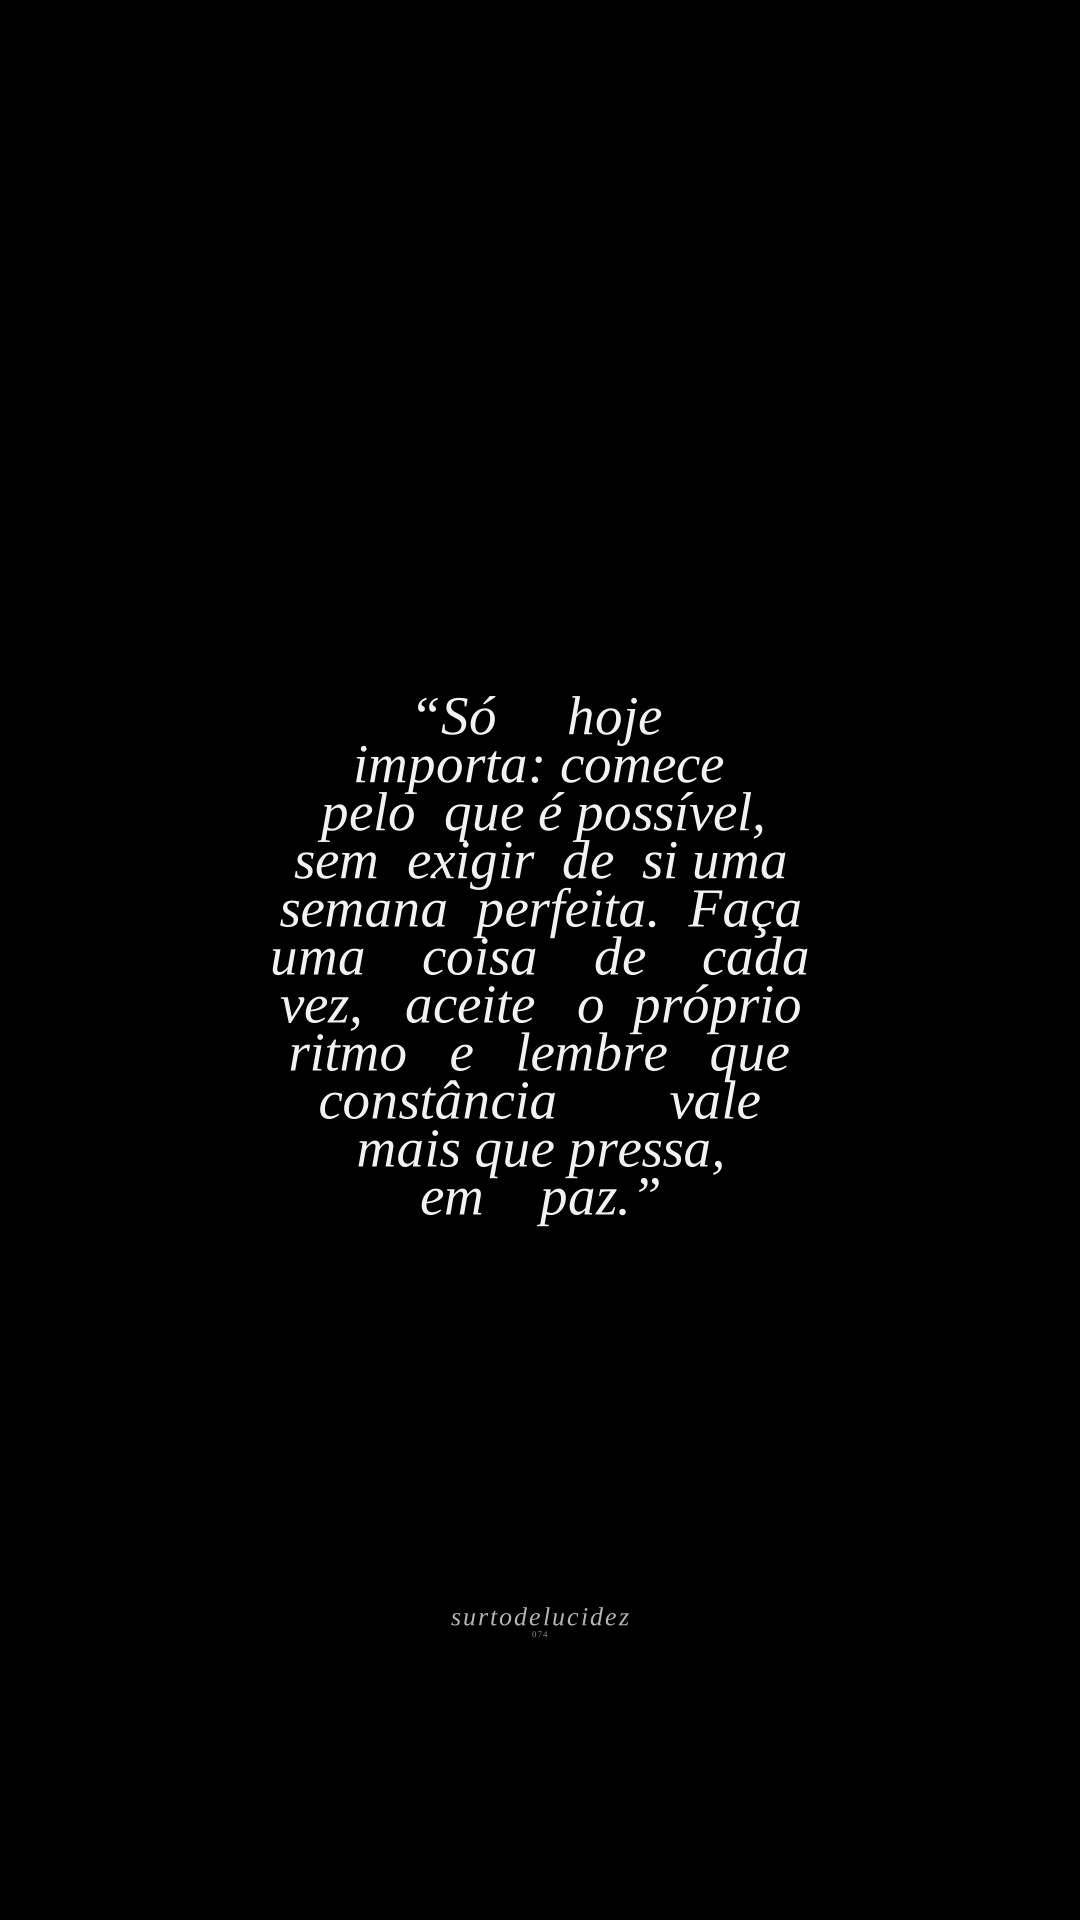 “Só hoje
importa: comece
pelo que é possível,
sem exigir de si uma
semana perfeita. Faça
uma coisa de cada
vez, aceite o próprio
ritmo e lembre que
constância vale
mais que pressa,
em paz.”
surtodelucidez
074